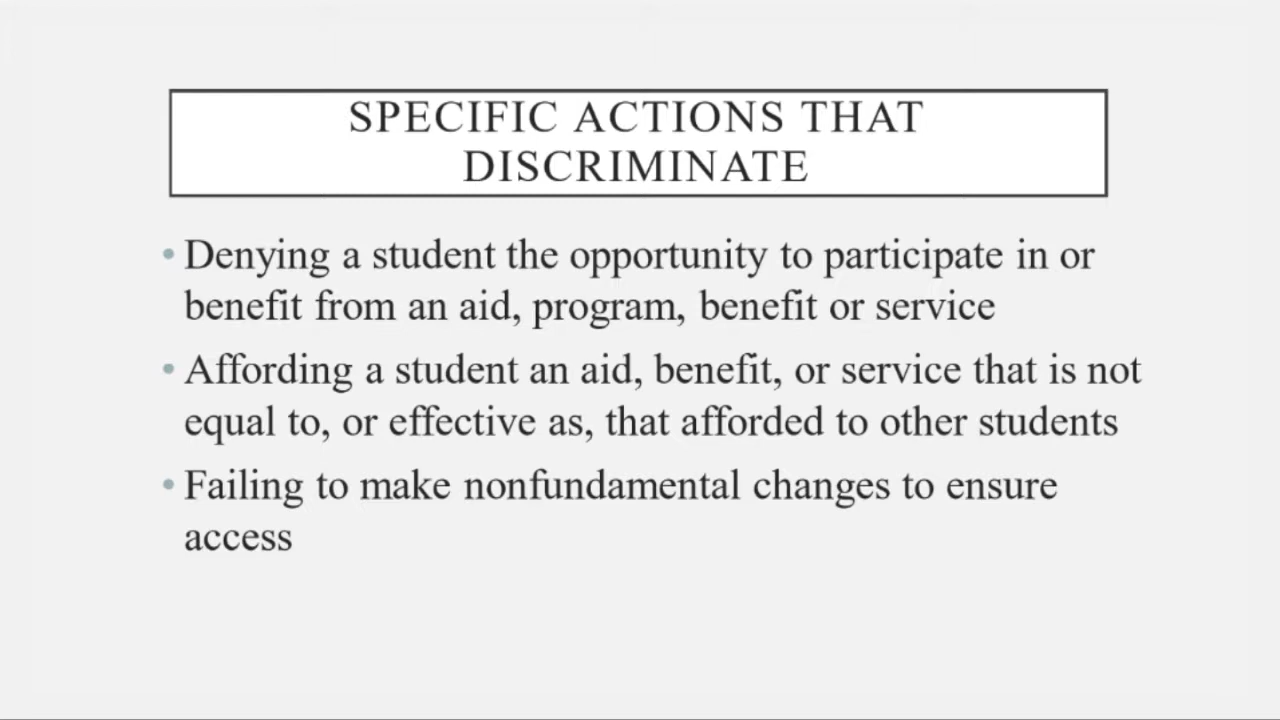 SPECIFIC ACTIONS THAT
DISCRIMINATE
• Denying a student the opportunity to participate in or
benefit from an aid, program, benefit or service
• Affording a student an aid, benefit, or service that is not
equal to, or effective as, that afforded to other students
• Failing to make nonfundamental changes to ensure
access